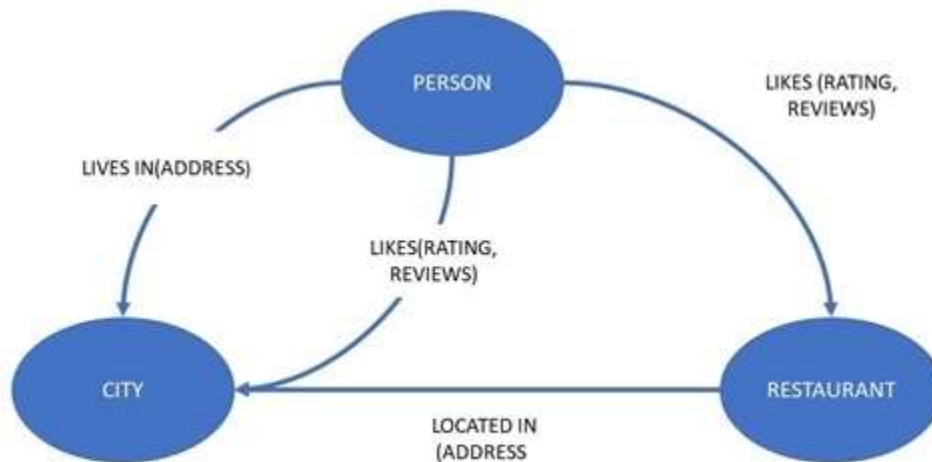 PERSON
LIKES (RATING,
REVIEWS)
LIVES IN(ADDRESS)
LIKES(RATING,
REVIEWS)
CITY
RESTAURANT
LOCATED IN
(ADDRESS